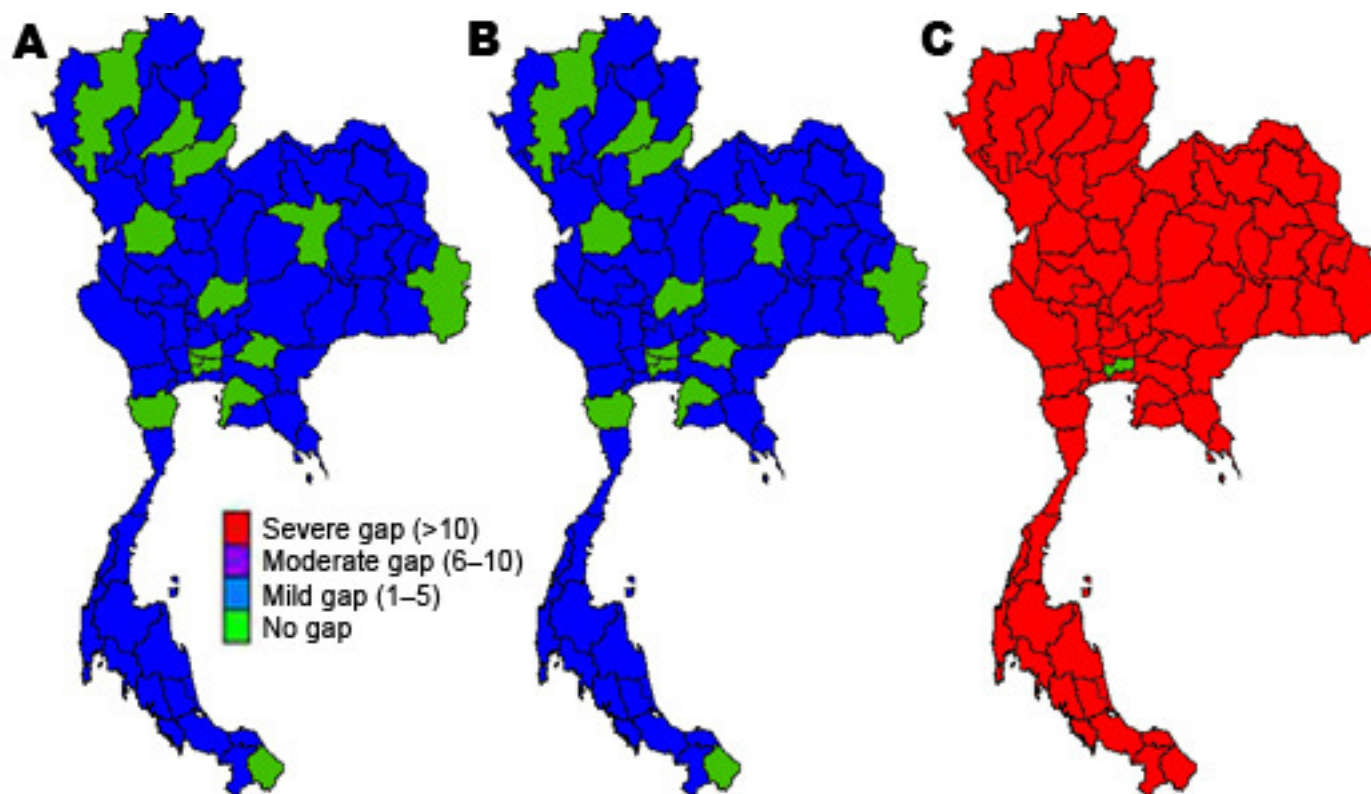 A
B
C
Severe gap (>10)
Moderate gap (6–10)
Mild gap (1–5)
No gap